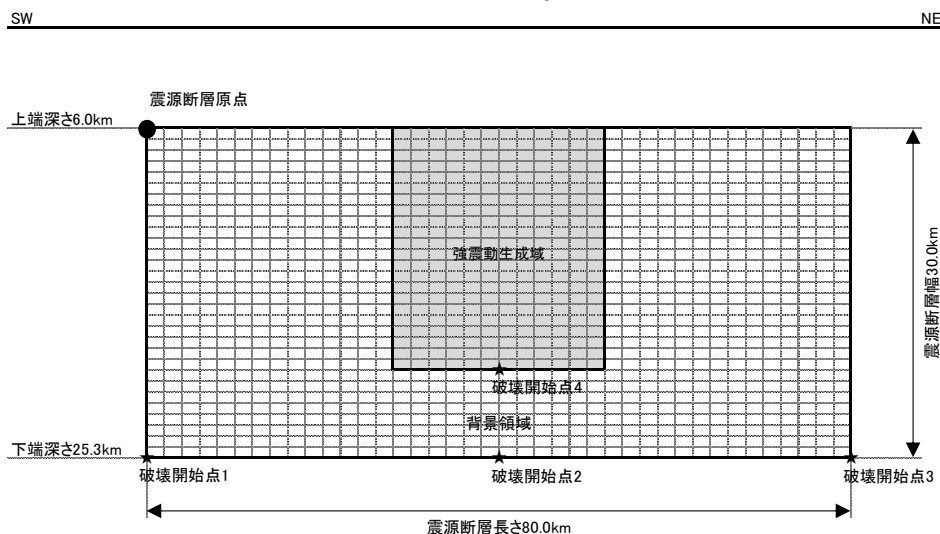 SW
NE
震源断層原点
上端深さ6.0km
強震動生成域
震源断層幅30.0km
破壊開始点4
背景領域
下端深さ25.3km
破壊開始点1
破壊開始点2
破壊開始点3
震源断層長さ80.0km